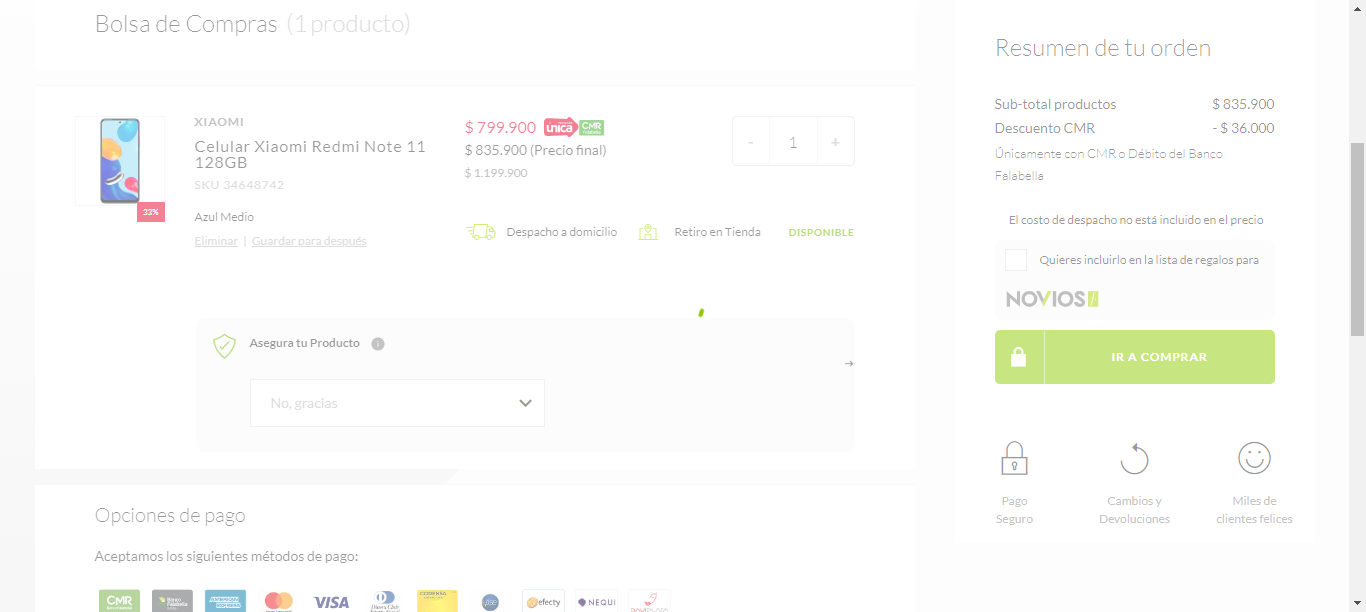 Bolsa de Compras (1 producto)
XIAOMI
Celular Xiaomi Redmi Note 11
128GB
SKU 34648742
33%
Azul Medio
Eliminar | Guardar para después
$ 799.900 unica CMR
$ 835.900 (Precio final)
$ 1.199.900
- 1 +
Despacho a domicilio
Retiro en Tienda
DISPONIBLE
Asegura tu Producto
No, gracias
Opciones de pago
Aceptamos los siguientes métodos de pago:
CMR
VISA
Diners Club
efecty
NEQUI
Resumen de tu orden
Sub-total productos $ 835.900
Descuento CMR - $ 36.000
Únicamente con CMR o Débito del Banco
Falabella
El costo de despacho no está incluido en el precio
Quieres incluirlo en la lista de regalos para
NOVIOS
IR A COMPRAR
Pago
Seguro
Cambios y
Devoluciones
Miles de
clientes felices